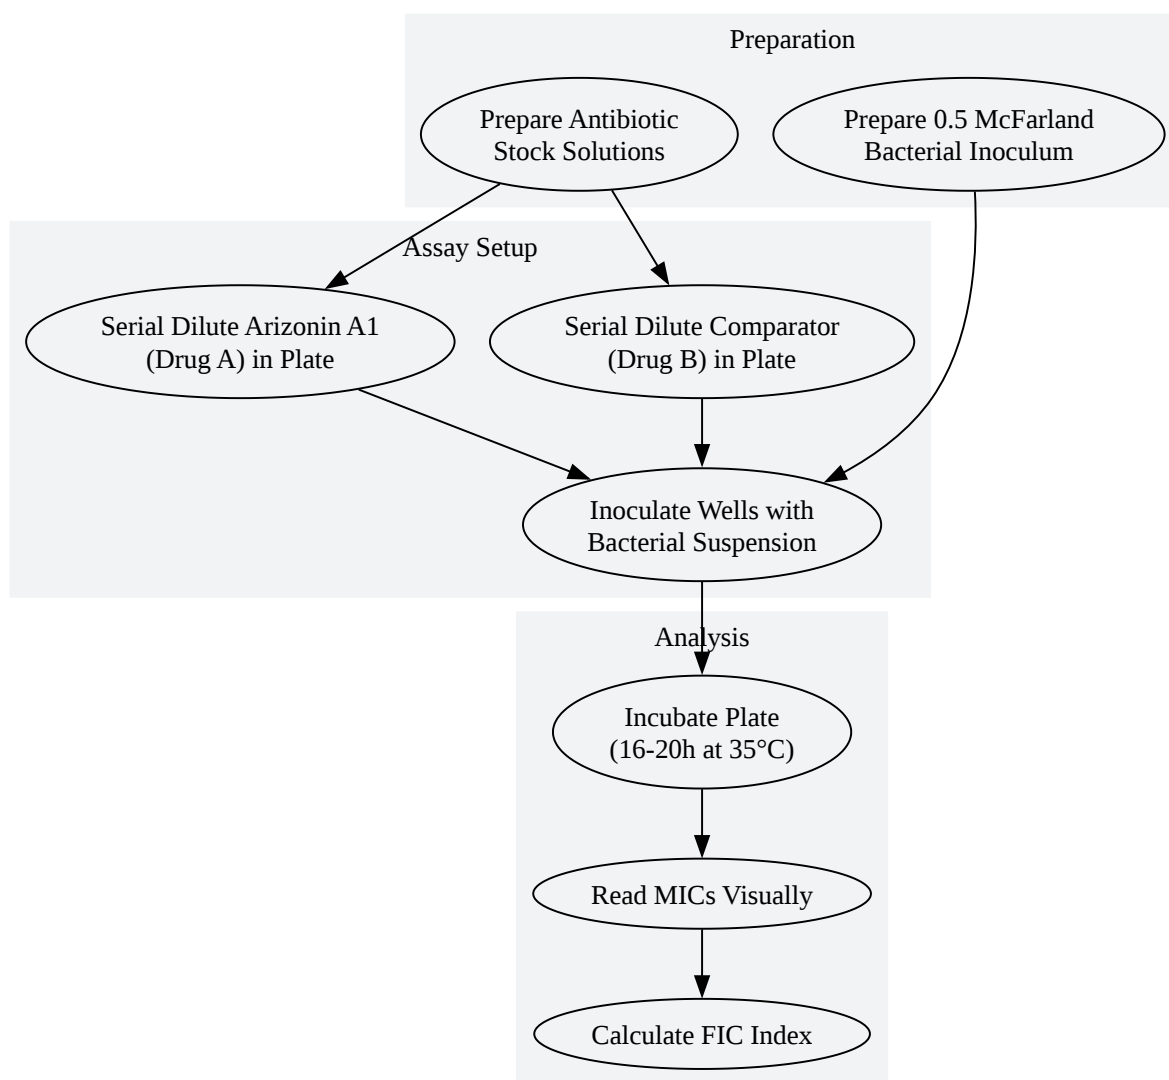 Preparation
Prepare Antibiotic
Stock Solutions
Prepare 0.5 McFarland
Bacterial Inoculum
Assay Setup
Serial Dilute Arizonin A1
(Drug A) in Plate
Serial Dilute Comparator
(Drug B) in Plate
Inoculate Wells with
Bacterial Suspension
Analysis
Incubate Plate
(16-20h at 35°C)
Read MICs Visually
Calculate FIC Index